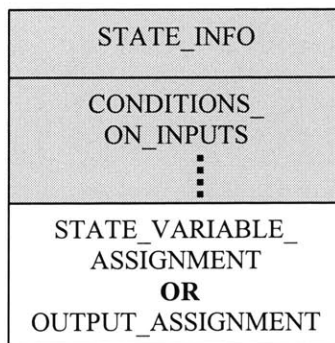 STATE_INFO
CONDITIONS_
ON_INPUTS
STATE_VARIABLE_
ASSIGNMENT
OR
OUTPUT_ASSIGNMENT